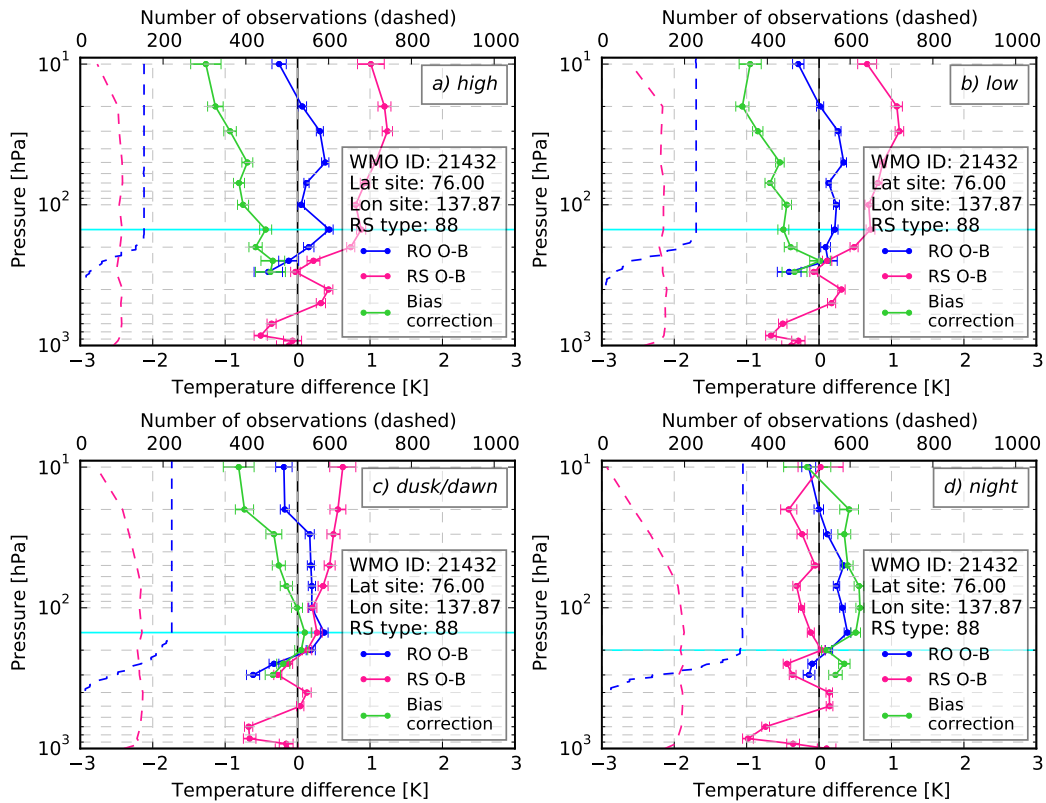 Number of observations (dashed)
0 200 400 600 800 1000
10¹
10²
10³
Pressure [hPa]
a) high
WMO ID: 21432
Lat site: 76.00
Lon site: 137.87
RS type: 88
RO O-B
RS O-B
Bias
correction
−3 −2 −1 0 1 2 3
Temperature difference [K]
Number of observations (dashed)
0 200 400 600 800 1000
10¹
10²
10³
Pressure [hPa]
b) low
WMO ID: 21432
Lat site: 76.00
Lon site: 137.87
RS type: 88
RO O-B
RS O-B
Bias
correction
−3 −2 −1 0 1 2 3
Temperature difference [K]
Number of observations (dashed)
0 200 400 600 800 1000
10¹
10²
10³
Pressure [hPa]
c) dusk/dawn
WMO ID: 21432
Lat site: 76.00
Lon site: 137.87
RS type: 88
RO O-B
RS O-B
Bias
correction
−3 −2 −1 0 1 2 3
Temperature difference [K]
Number of observations (dashed)
0 200 400 600 800 1000
10¹
10²
10³
Pressure [hPa]
d) night
WMO ID: 21432
Lat site: 76.00
Lon site: 137.87
RS type: 88
RO O-B
RS O-B
Bias
correction
−3 −2 −1 0 1 2 3
Temperature difference [K]